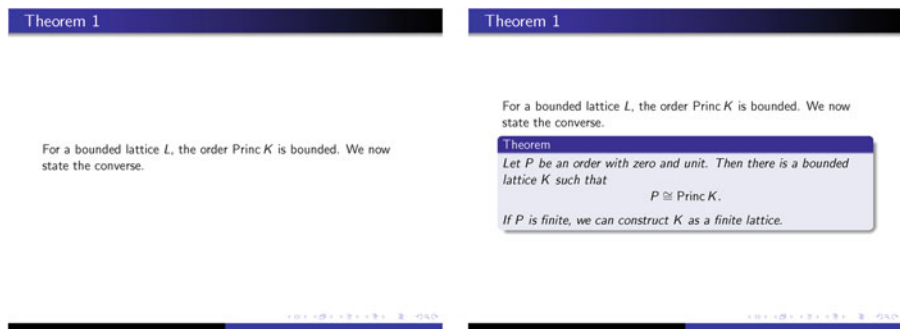 Theorem 1
For a bounded lattice L, the order Princ K is bounded. We now
state the converse.
Theorem 1
For a bounded lattice L, the order Princ K is bounded. We now
state the converse.
Theorem
Let P be an order with zero and unit. Then there is a bounded
lattice K such that
P ≅ Princ K.
If P is finite, we can construct K as a finite lattice.